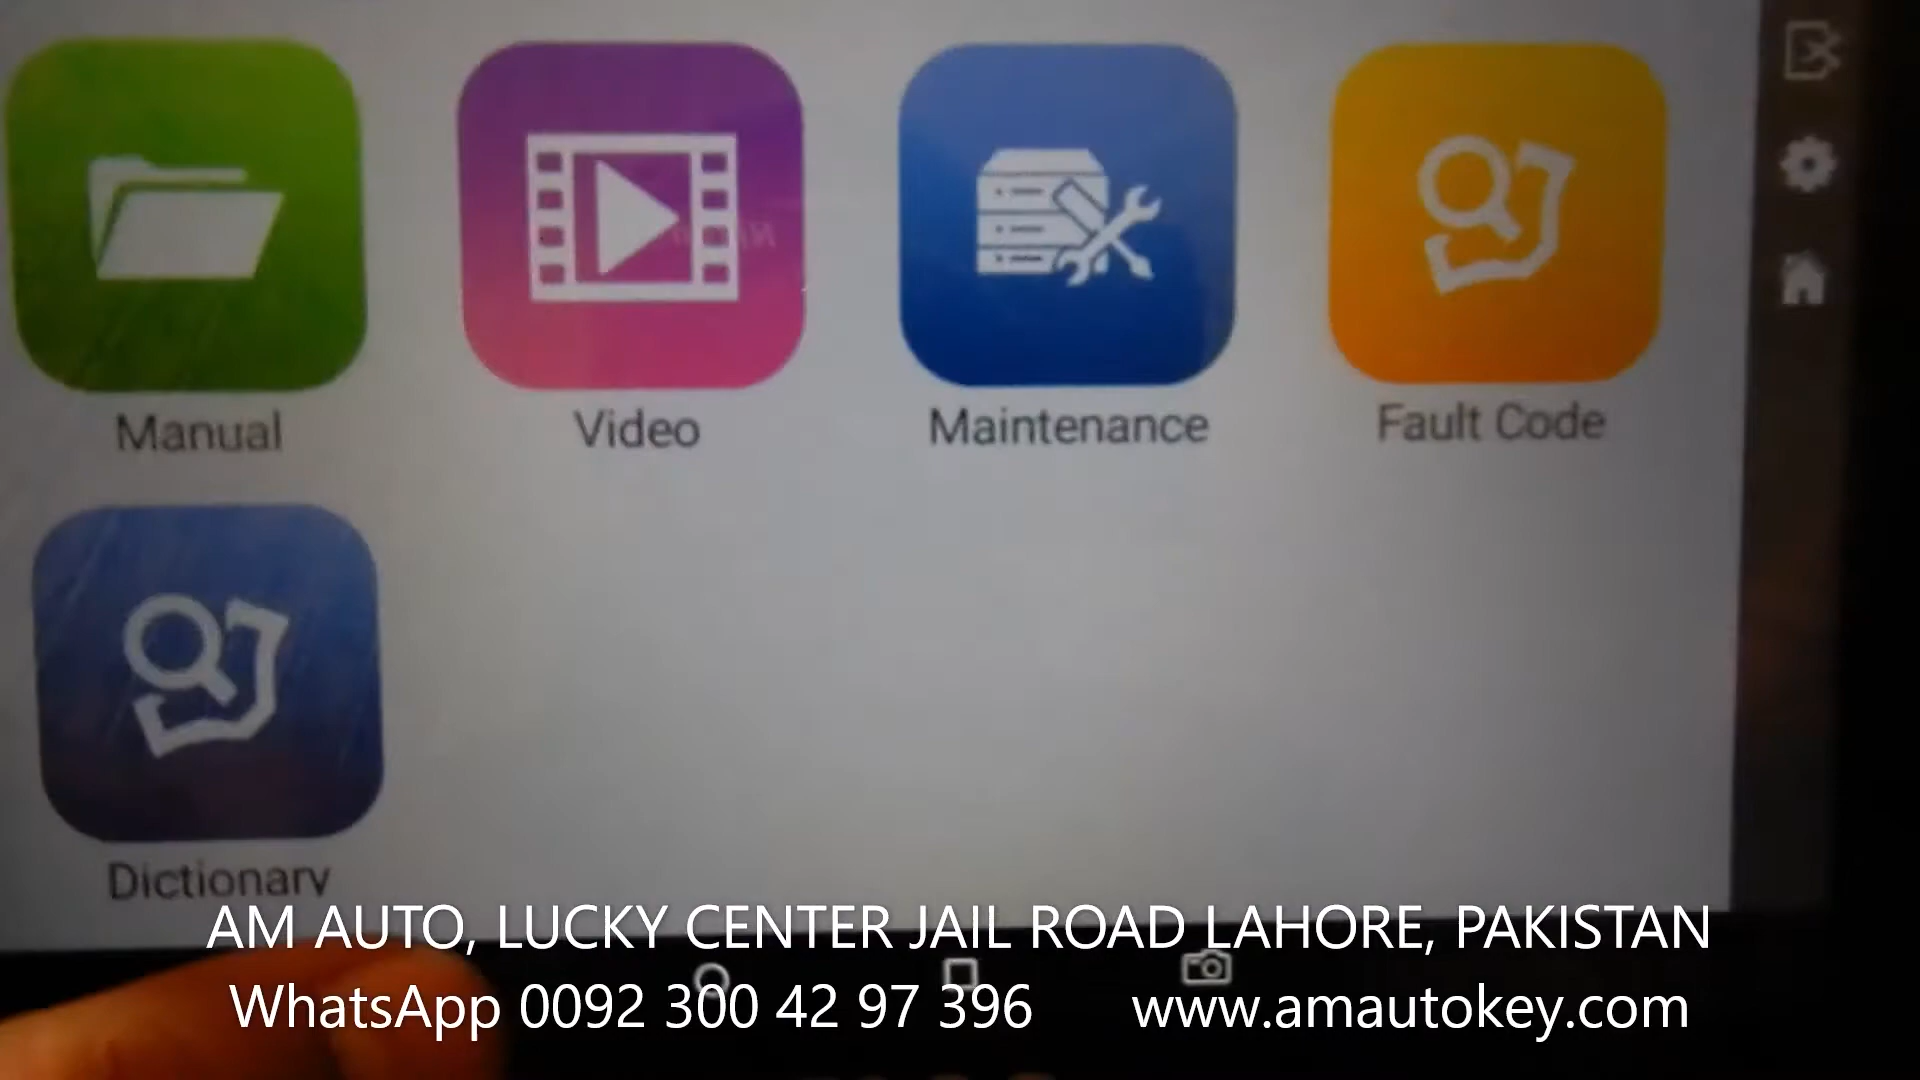 Manual
Video
Maintenance
Fault Code
Dictionary
AM AUTO, LUCKY CENTER JAIL ROAD LAHORE, PAKISTAN
WhatsApp 0092 300 42 97 396
www.amautokey.com